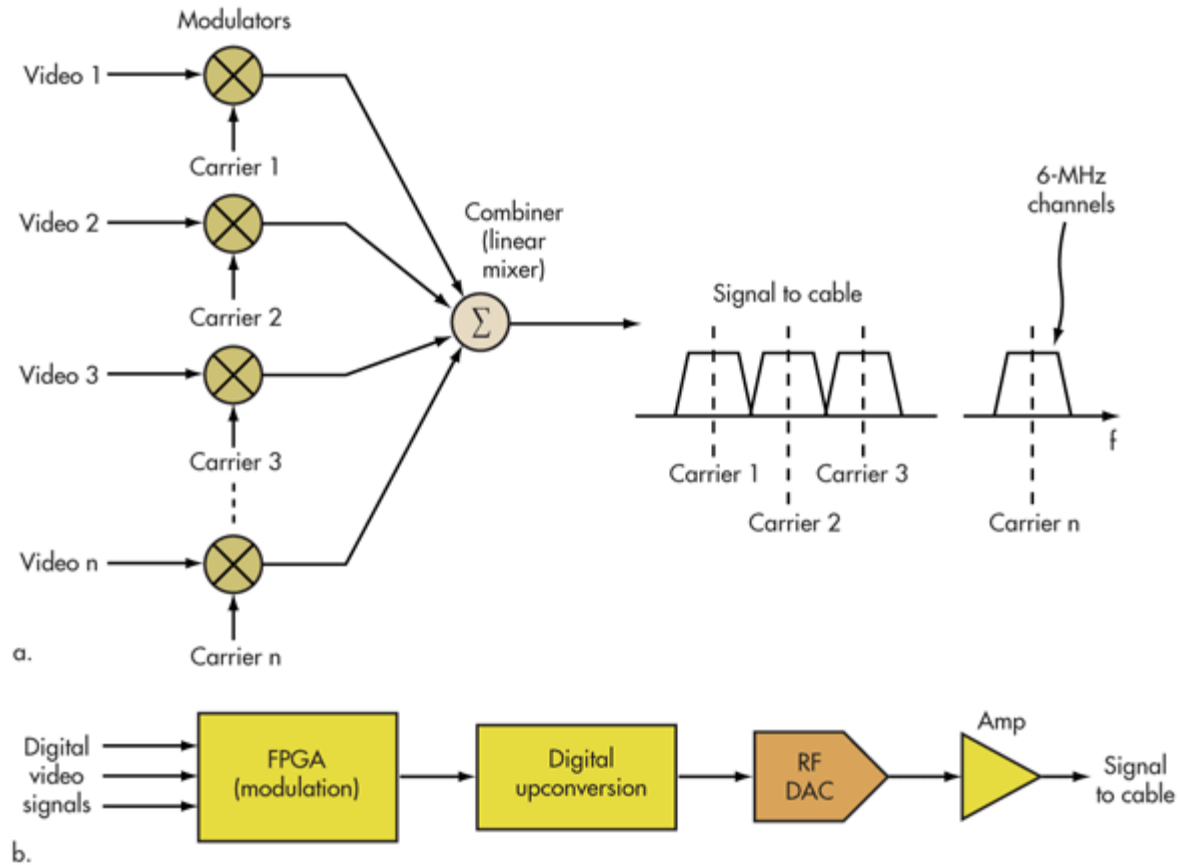 Modulators
Video 1
Carrier 1
Video 2
Carrier 2
Video 3
Carrier 3
Video n
Carrier n
Combiner
(linear
mixer)
Σ
Signal to cable
6-MHz
channels
Carrier 1
Carrier 2
Carrier 3
Carrier n
f
a.
Digital
video
signals
FPGA
(modulation)
Digital
upconversion
RF
DAC
Amp
Signal
to cable
b.